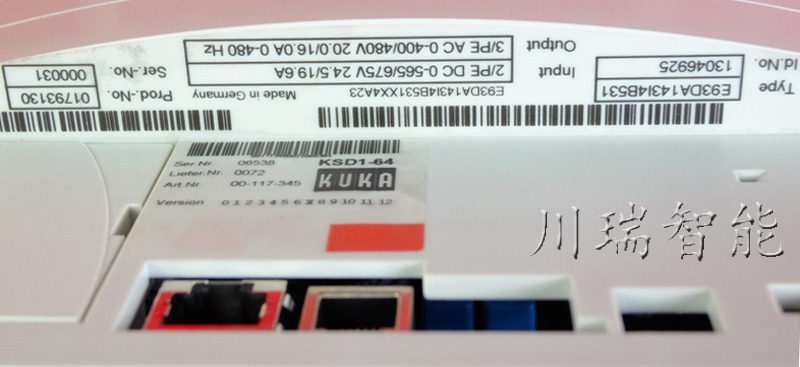 Type E93DA143I4B531
Id.No. 13046925
E93DA143I4B531XX4A23
Made in Germany
Prod.-No. 01793130
Ser.-No. 000031
Input 2/PE DC 0-565/675V 24.5/19.6A
Output 3/PE AC 0-400/480V 20.0/16.0A 0-480 Hz
Ser.Nr. 06538 KSD1-64
Liefer.Nr 0072 KUKA
Art.Nr. 00-117-345
Version 0 1 2 3 4 5 6 X 8 9 10 11 12
川瑞智能